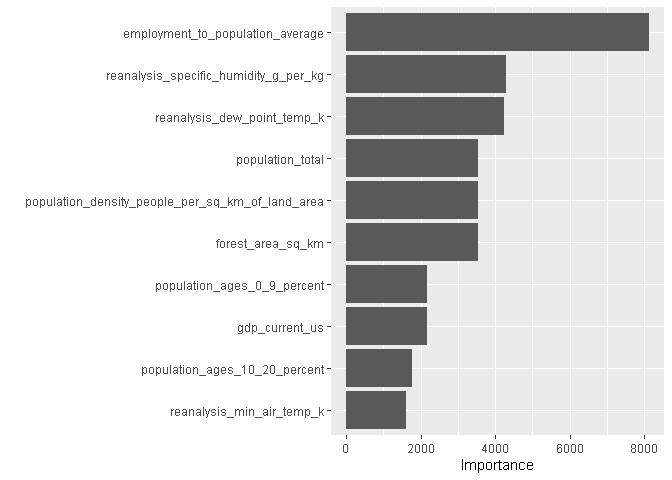 employment_to_population_average
reanalysis_specific_humidity_g_per_kg
reanalysis_dew_point_temp_k
population_total
population_density_people_per_sq_km_of_land_area
forest_area_sq_km
population_ages_0_9_percent
gdp_current_us
population_ages_10_20_percent
reanalysis_min_air_temp_k
0 2000 4000 6000 8000
Importance